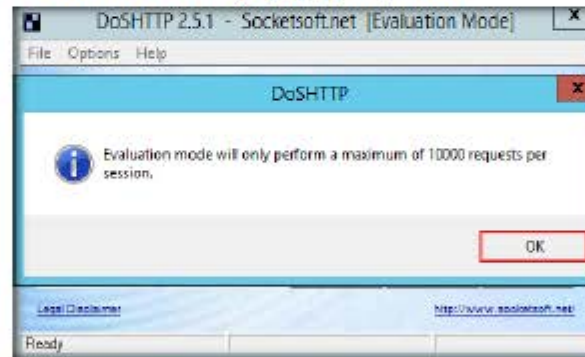 DoSHTTP 2.5.1 - Socketsoft.net [Evaluation Mode]
X
File Options Help
DoSHTTP
x
Evaluation mode will only perform a maximum of 10000 requests per
session.
OK
Legal Disclaimer
http://www.socketsoft.net/
Ready